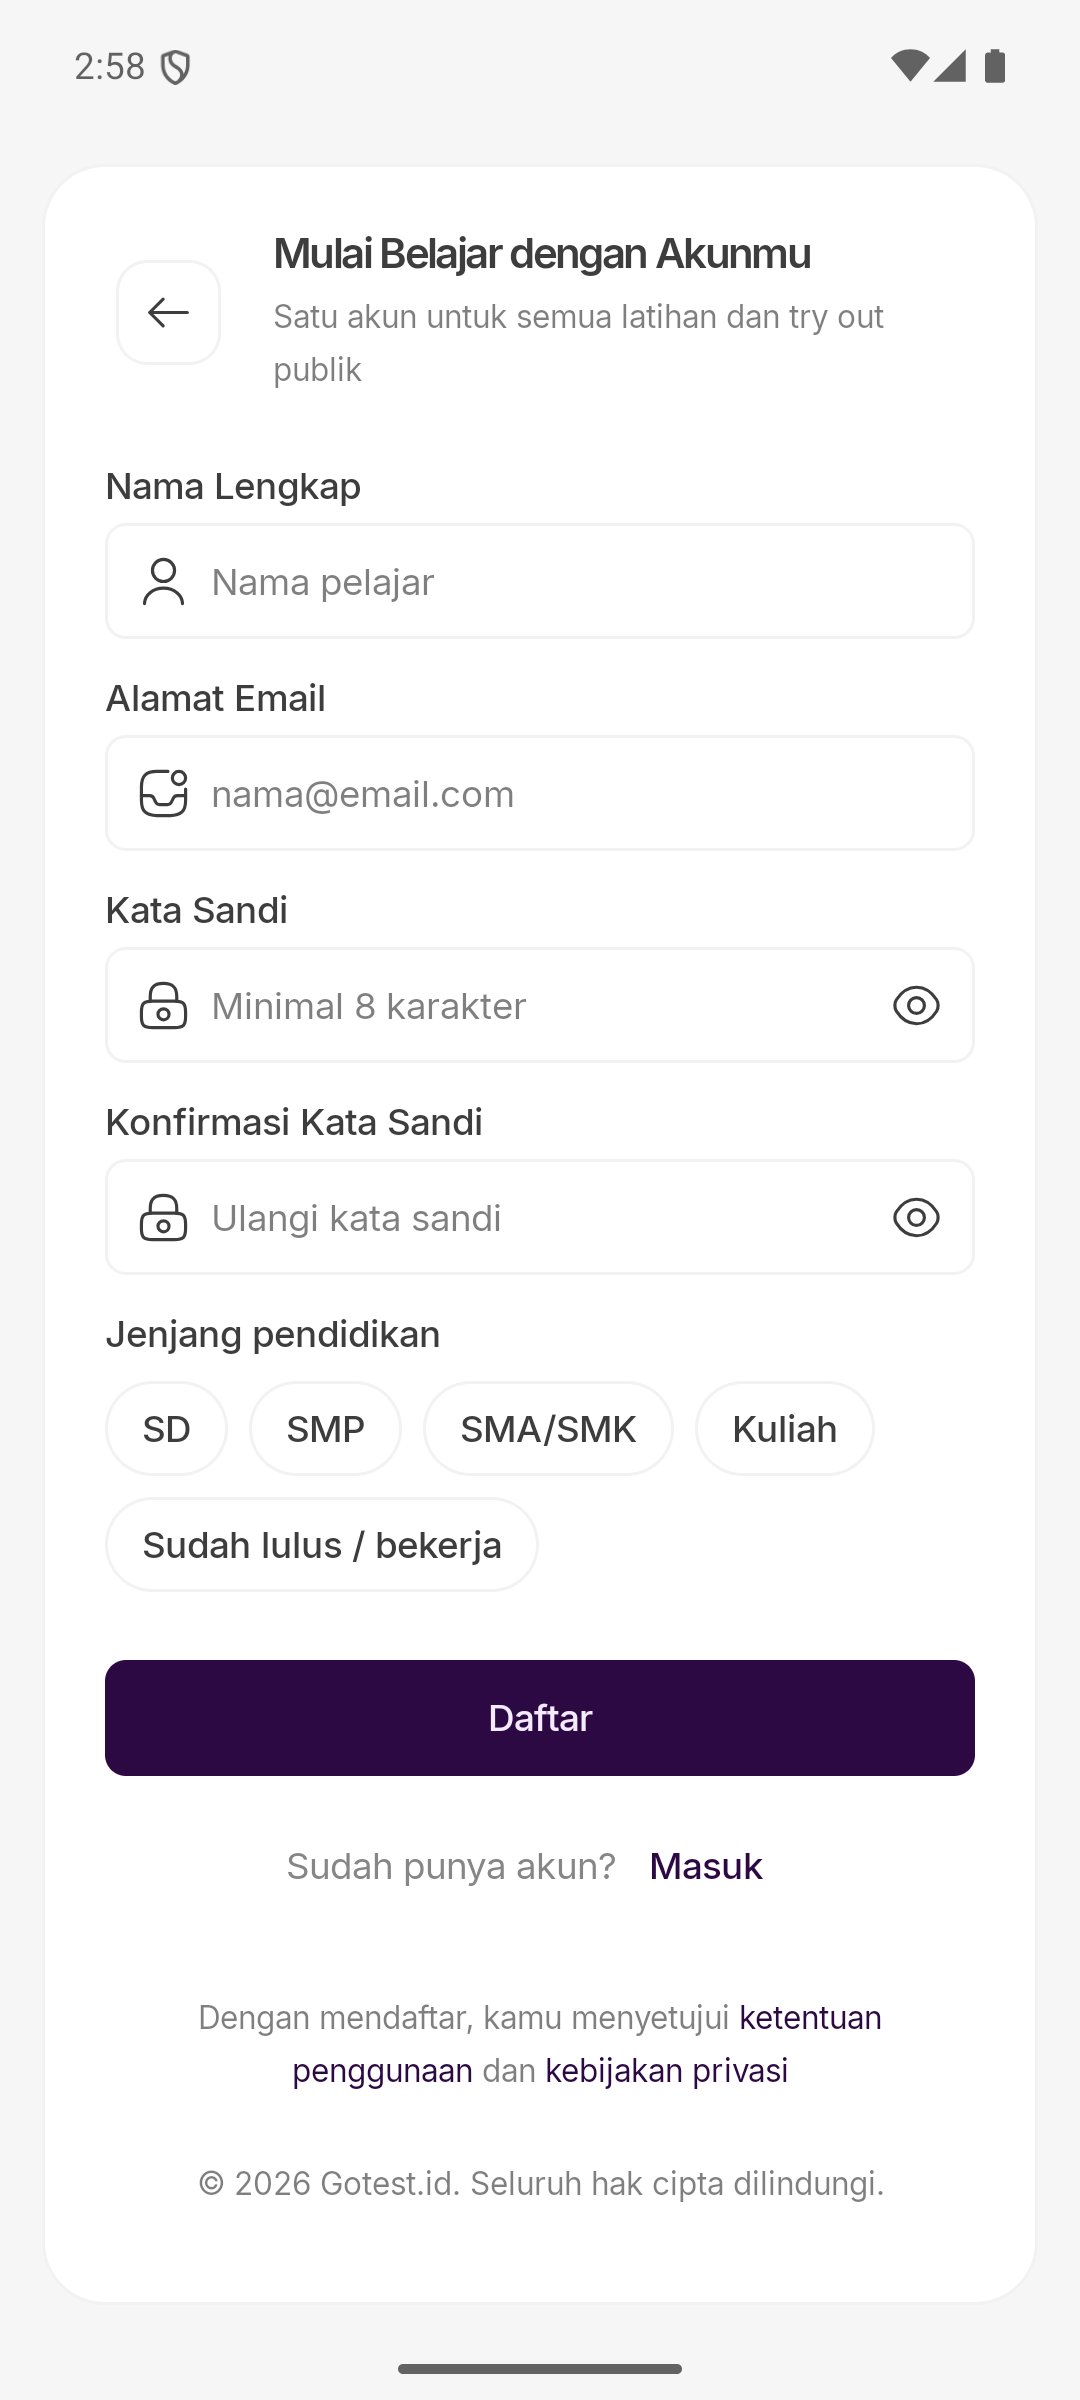 2:58
Mulai Belajar dengan Akunmu
Satu akun untuk semua latihan dan try out
publik
Nama Lengkap
Nama pelajar
Alamat Email
nama@email.com
Kata Sandi
Minimal 8 karakter
Konfirmasi Kata Sandi
Ulangi kata sandi
Jenjang pendidikan
SD SMP SMA/SMK Kuliah
Sudah lulus / bekerja
Daftar
Sudah punya akun? Masuk
Dengan mendaftar, kamu menyetujui ketentuan
penggunaan dan kebijakan privasi
© 2026 Gotest.id. Seluruh hak cipta dilindungi.